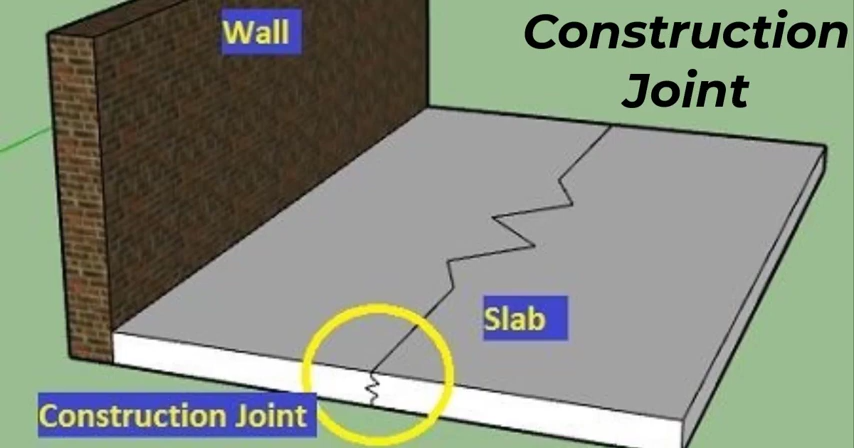 Wall
Construction
Joint
Slab
Construction Joint